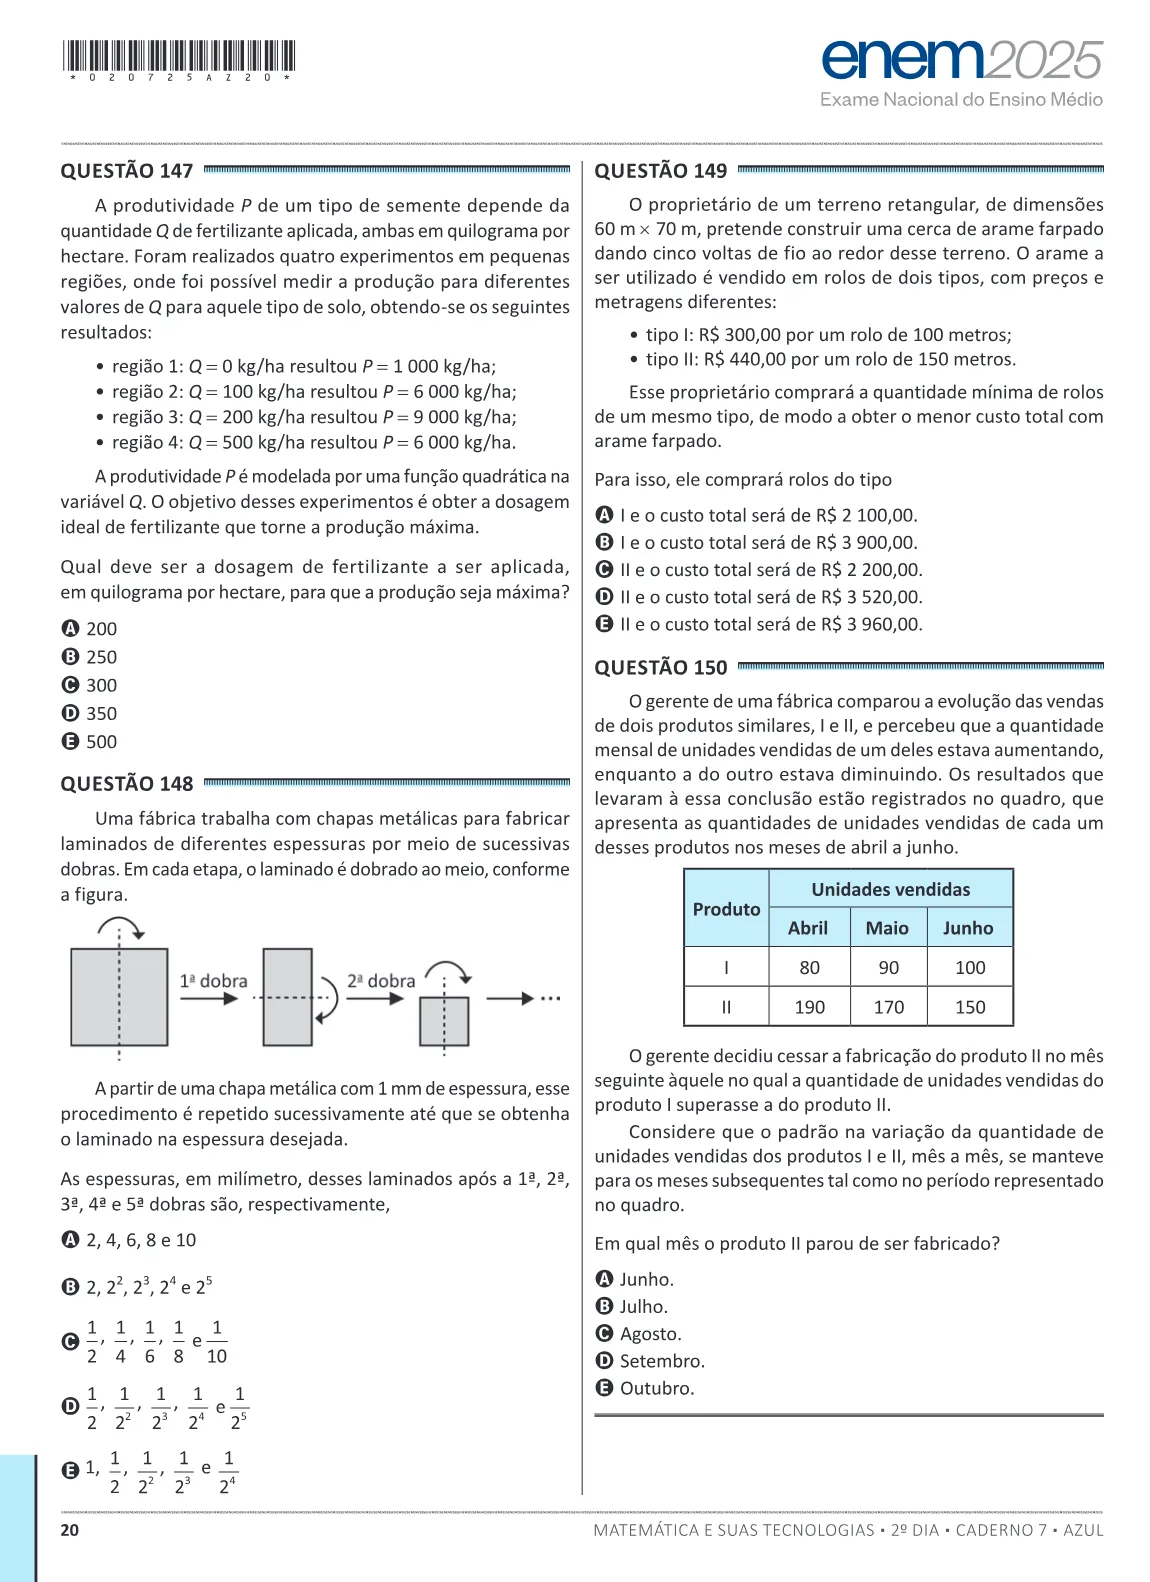 *020725AZ20*
enem2025
Exame Nacional do Ensino Médio
QUESTÃO 147
A produtividade P de um tipo de semente depende da
quantidade Q de fertilizante aplicada, ambas em quilograma por
hectare. Foram realizados quatro experimentos em pequenas
regiões, onde foi possível medir a produção para diferentes
valores de Q para aquele tipo de solo, obtendo-se os seguintes
resultados:
• região 1: Q = 0 kg/ha resultou P = 1 000 kg/ha;
• região 2: Q = 100 kg/ha resultou P = 6 000 kg/ha;
• região 3: Q = 200 kg/ha resultou P = 9 000 kg/ha;
• região 4: Q = 500 kg/ha resultou P = 6 000 kg/ha.
A produtividade P é modelada por uma função quadrática na
variável Q. O objetivo desses experimentos é obter a dosagem
ideal de fertilizante que torne a produção máxima.
Qual deve ser a dosagem de fertilizante a ser aplicada,
em quilograma por hectare, para que a produção seja máxima?
A 200
B 250
C 300
D 350
E 500
QUESTÃO 148
Uma fábrica trabalha com chapas metálicas para fabricar
laminados de diferentes espessuras por meio de sucessivas
dobras. Em cada etapa, o laminado é dobrado ao meio, conforme
a figura.
1ª dobra
2ª dobra
...
A partir de uma chapa metálica com 1 mm de espessura, esse
procedimento é repetido sucessivamente até que se obtenha
o laminado na espessura desejada.
As espessuras, em milímetro, desses laminados após a 1ª, 2ª,
3ª, 4ª e 5ª dobras são, respectivamente,
A 2, 4, 6, 8 e 10
B 2, 2², 2³, 2⁴ e 2⁵
C 1/2, 1/4, 1/6, 1/8 e 1/10
D 1/2, 1/2², 1/2³, 1/2⁴ e 1/2⁵
E 1, 1/2, 1/2², 1/2³ e 1/2⁴
QUESTÃO 149
O proprietário de um terreno retangular, de dimensões
60 m × 70 m, pretende construir uma cerca de arame farpado
dando cinco voltas de fio ao redor desse terreno. O arame a
ser utilizado é vendido em rolos de dois tipos, com preços e
metragens diferentes:
• tipo I: R$ 300,00 por um rolo de 100 metros;
• tipo II: R$ 440,00 por um rolo de 150 metros.
Esse proprietário comprará a quantidade mínima de rolos
de um mesmo tipo, de modo a obter o menor custo total com
arame farpado.
Para isso, ele comprará rolos do tipo
A I e o custo total será de R$ 2 100,00.
B I e o custo total será de R$ 3 900,00.
C II e o custo total será de R$ 2 200,00.
D II e o custo total será de R$ 3 520,00.
E II e o custo total será de R$ 3 960,00.
QUESTÃO 150
O gerente de uma fábrica comparou a evolução das vendas
de dois produtos similares, I e II, e percebeu que a quantidade
mensal de unidades vendidas de um deles estava aumentando,
enquanto a do outro estava diminuindo. Os resultados que
levaram à essa conclusão estão registrados no quadro, que
apresenta as quantidades de unidades vendidas de cada um
desses produtos nos meses de abril a junho.
Produto Unidades vendidas
Abril Maio Junho
I 80 90 100
II 190 170 150
O gerente decidiu cessar a fabricação do produto II no mês
seguinte àquele no qual a quantidade de unidades vendidas do
produto I superasse a do produto II.
Considere que o padrão na variação da quantidade de
unidades vendidas dos produtos I e II, mês a mês, se manteve
para os meses subsequentes tal como no período representado
no quadro.
Em qual mês o produto II parou de ser fabricado?
A Junho.
B Julho.
C Agosto.
D Setembro.
E Outubro.
20
MATEMÁTICA E SUAS TECNOLOGIAS • 2º DIA • CADERNO 7 • AZUL